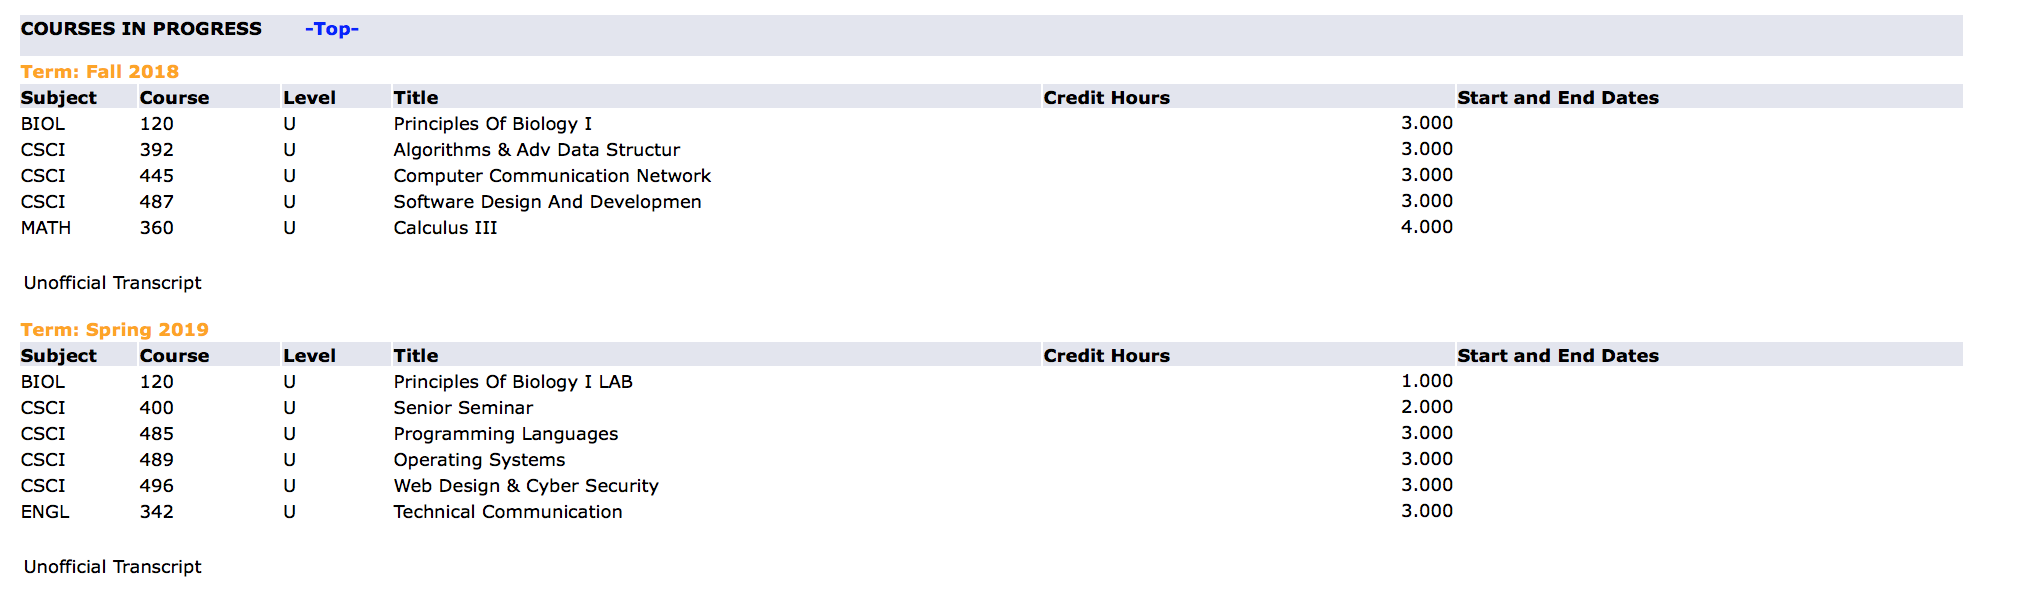 COURSES IN PROGRESS -Top-
Term: Fall 2018
Subject Course Level Title Credit Hours Start and End Dates
BIOL 120 U Principles Of Biology I 3.000
CSCI 392 U Algorithms & Adv Data Structur 3.000
CSCI 445 U Computer Communication Network 3.000
CSCI 487 U Software Design And Developmen 3.000
MATH 360 U Calculus III 4.000
Unofficial Transcript
Term: Spring 2019
Subject Course Level Title Credit Hours Start and End Dates
BIOL 120 U Principles Of Biology I LAB 1.000
CSCI 400 U Senior Seminar 2.000
CSCI 485 U Programming Languages 3.000
CSCI 489 U Operating Systems 3.000
CSCI 496 U Web Design & Cyber Security 3.000
ENGL 342 U Technical Communication 3.000
Unofficial Transcript